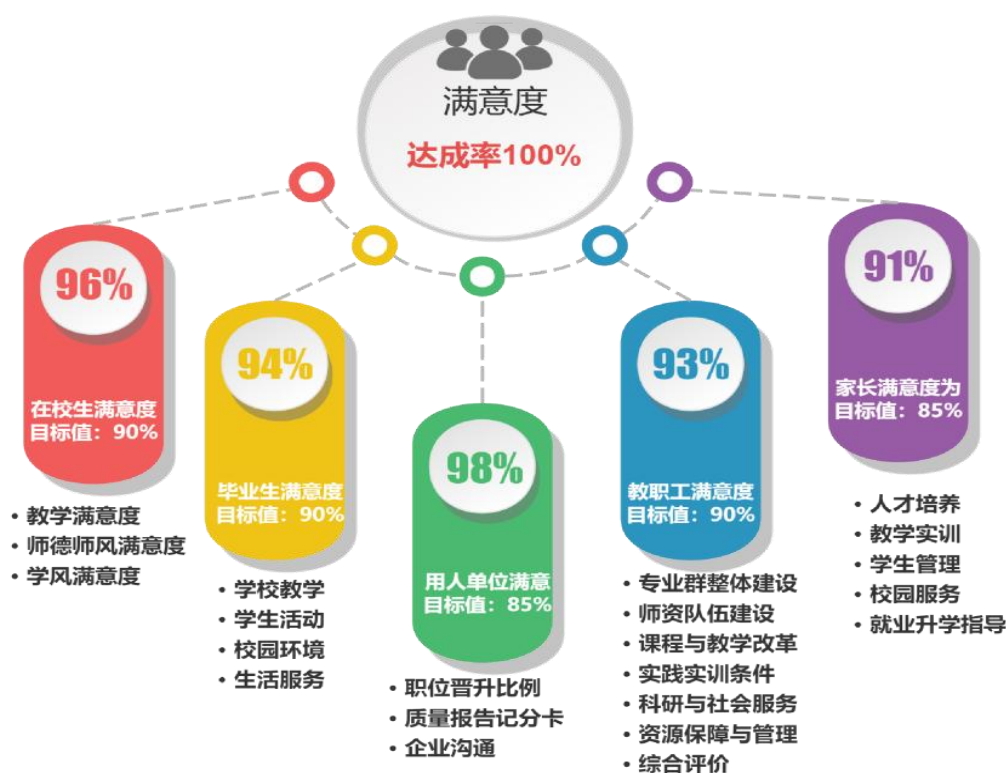 满意度
达成率100%
96%
在校生满意度
目标值：90%
• 教学满意度
• 师德师风满意度
• 学风满意度
94%
毕业生满意度
目标值：90%
• 学校教学
• 学生活动
• 校园环境
• 生活服务
98%
用人单位满意
目标值：85%
• 职位晋升比例
• 质量报告记分卡
• 企业沟通
93%
教职工满意度
目标值：90%
• 专业群整体建设
• 师资队伍建设
• 课程与教学改革
• 实践实训条件
• 科研与社会服务
• 资源保障与管理
• 综合评价
91%
家长满意度为
目标值：85%
• 人才培养
• 教学实训
• 学生管理
• 校园服务
• 就业升学指导